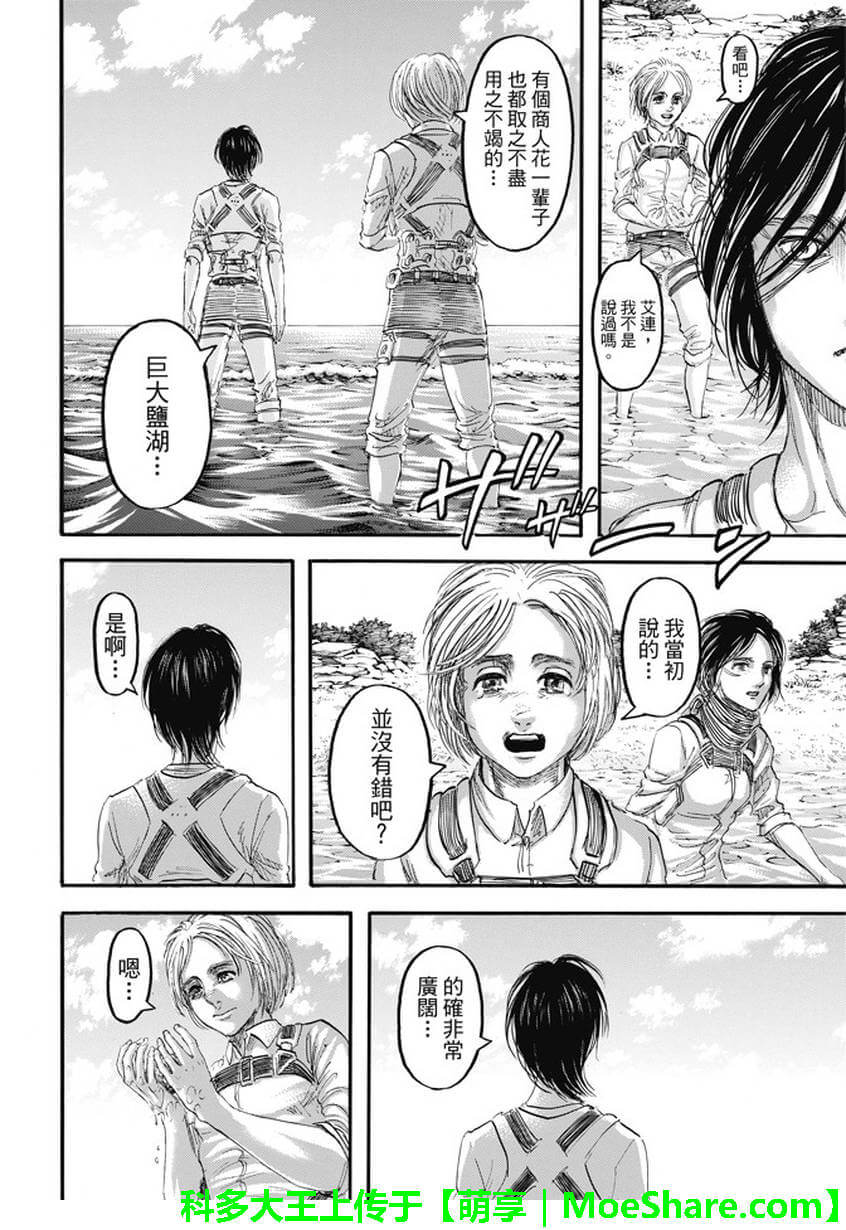 看吧…
艾連，
我不是
說過嗎。
有個商人花一輩子
也都取之不盡
用之不竭的…
巨大鹽湖…
ザザーン
我當初
說的…
並沒有錯吧？
是啊…
的確非常
廣闊…
嗯…
科多大王上传于【萌享｜MoeShare.com】